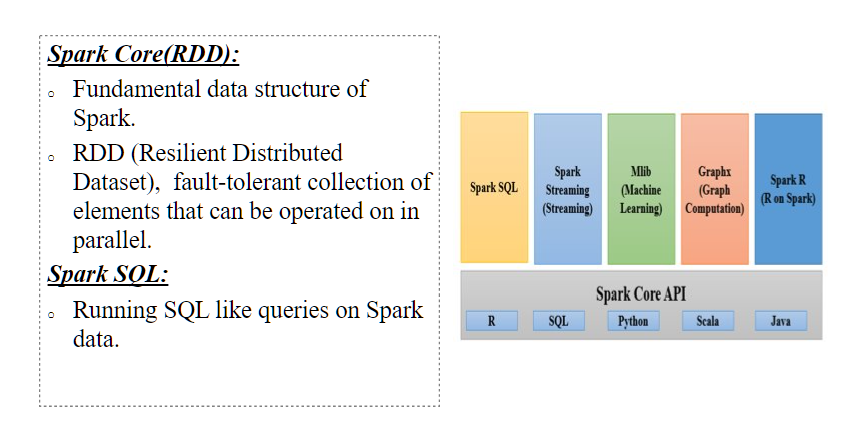 Spark Core(RDD):
◦ Fundamental data structure of
Spark.
◦ RDD (Resilient Distributed
Dataset), fault-tolerant collection of
elements that can be operated on in
parallel.
Spark SQL:
◦ Running SQL like queries on Spark
data.
Spark SQL
Spark
Streaming
(Streaming)
Mlib
(Machine
Learning)
Graphx
(Graph
Computation)
Spark R
(R on Spark)
Spark Core API
R
SQL
Python
Scala
Java